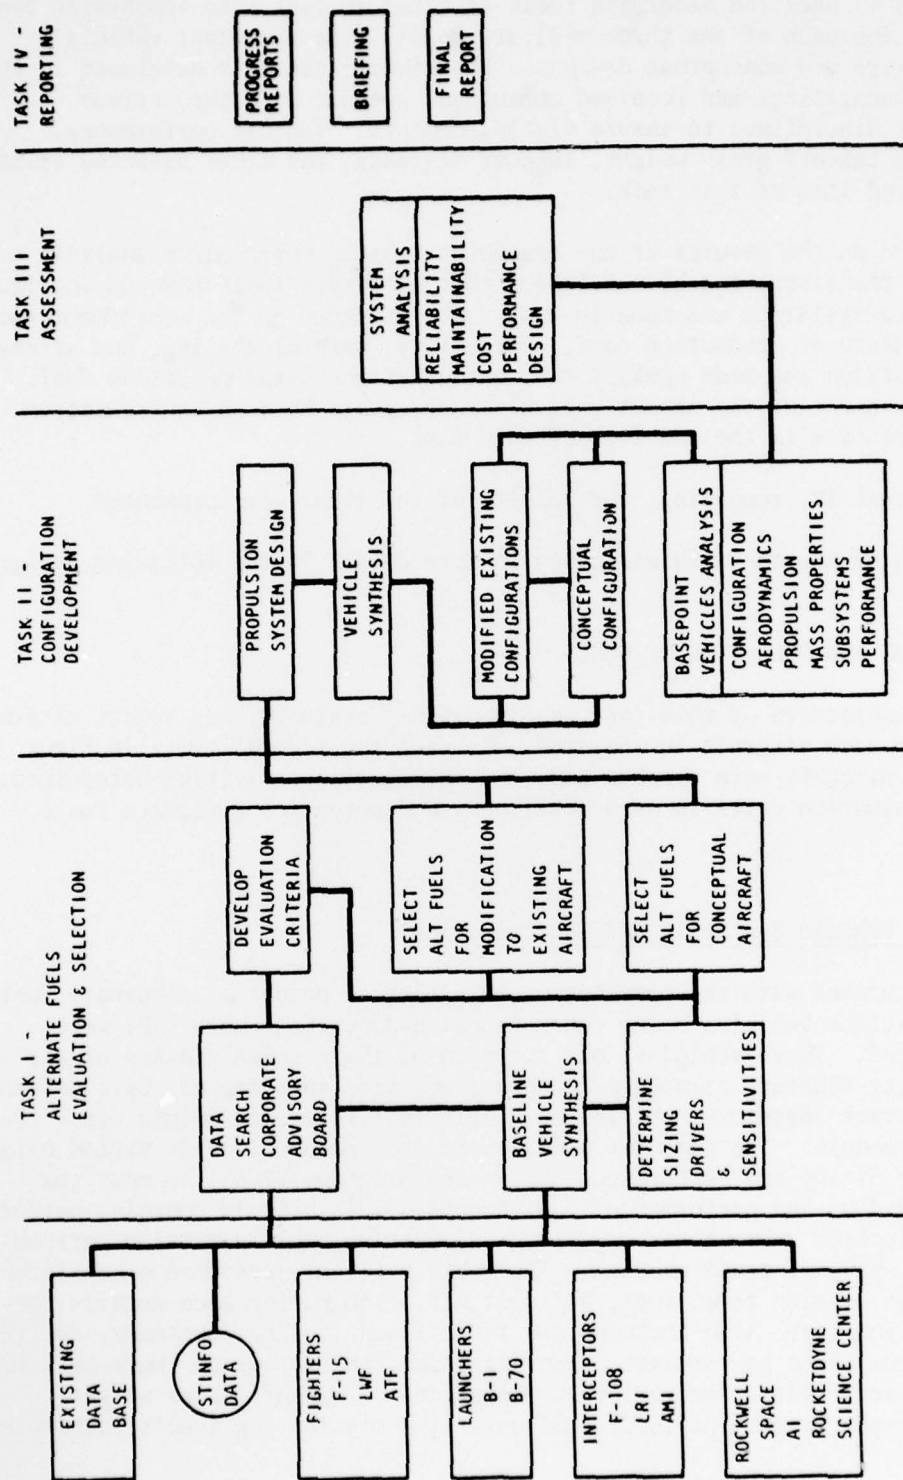 TASK I -
ALTERNATE FUELS
EVALUATION & SELECTION
TASK II -
CONFIGURATION
DEVELOPMENT
TASK III -
ASSESSMENT
TASK IV -
REPORTING
EXISTING
DATA
BASE
STINFO
DATA
FIGHTERS
F-15
LWF
ATF
LAUNCHERS
B-1
B-70
INTERCEPTORS
F-108
LRI
AMI
ROCKWELL
SPACE
AI
ROCKETDYNE
SCIENCE CENTER
DATA
SEARCH
CORPORATE
ADVISORY
BOARD
BASELINE
VEHICLE
SYNTHESIS
DETERMINE
SIZING
DRIVERS
&
SENSITIVITIES
DEVELOP
EVALUATION
CRITERIA
SELECT
ALT FUELS
FOR
MODIFICATION
TO
EXISTING
AIRCRAFT
SELECT
ALT FUELS
FOR
CONCEPTUAL
AIRCRAFT
PROPULSION
SYSTEM DESIGN
VEHICLE
SYNTHESIS
MODIFIED EXISTING
CONFIGURATIONS
CONCEPTUAL
CONFIGURATION
BASEPOINT
VEHICLES ANALYSIS
CONFIGURATION
AERODYNAMICS
PROPULSION
MASS PROPERTIES
SUBSYSTEMS
PERFORMANCE
SYSTEM
ANALYSIS
RELIABILITY
MAINTAINABILITY
COST
PERFORMANCE
DESIGN
PROGRESS
REPORTS
BRIEFING
FINAL
REPORT